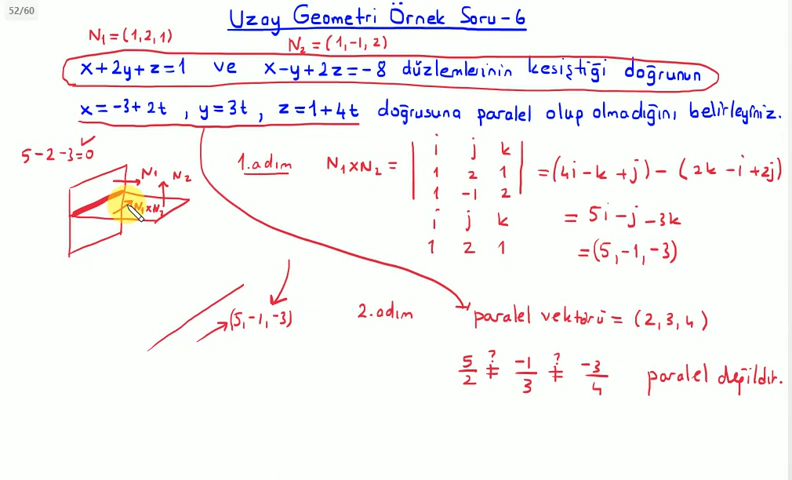 52/60
Uzay Geometri Örnek Soru-6
N₁=(1,2,1)
N₂=(1,-1,2)
x+2y+z=1 ve x-y+2z=-8 düzlemlerinin kesiştiği doğrunun
x=-3+2t, y=3t, z=1+4t doğrusuna paralel olup olmadığını belirleyiniz.
5-2-3=0 ✓
N₁ N₂
N₁xN₂
1.adım N₁xN₂ = | i j k |
| 1 2 1 | =(4i-k+j)-(2k-i+2j)
| 1 -1 2 |
i j k = 5i-j-3k
1 2 1 =(5,-1,-3)
(5,-1,-3)
2.adım paralel vektörü=(2,3,4)
5/2 ≠? -1/3 ≠? -3/4 paralel değildir.